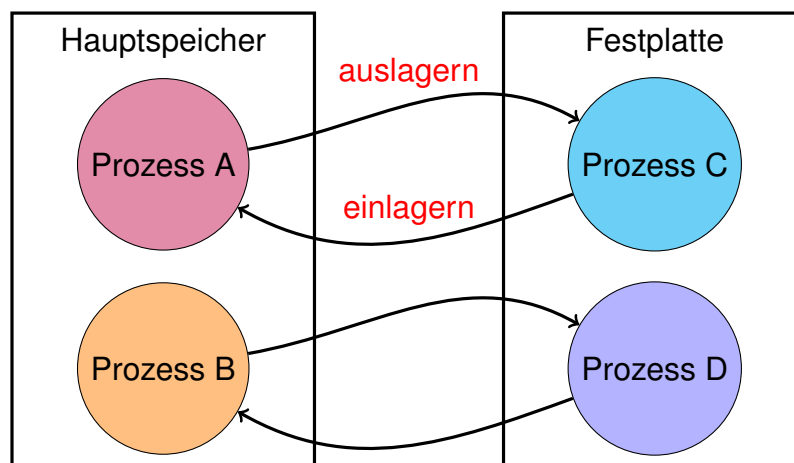 Hauptspeicher
Festplatte
auslagern
Prozess A
Prozess C
einlagern
Prozess B
Prozess D